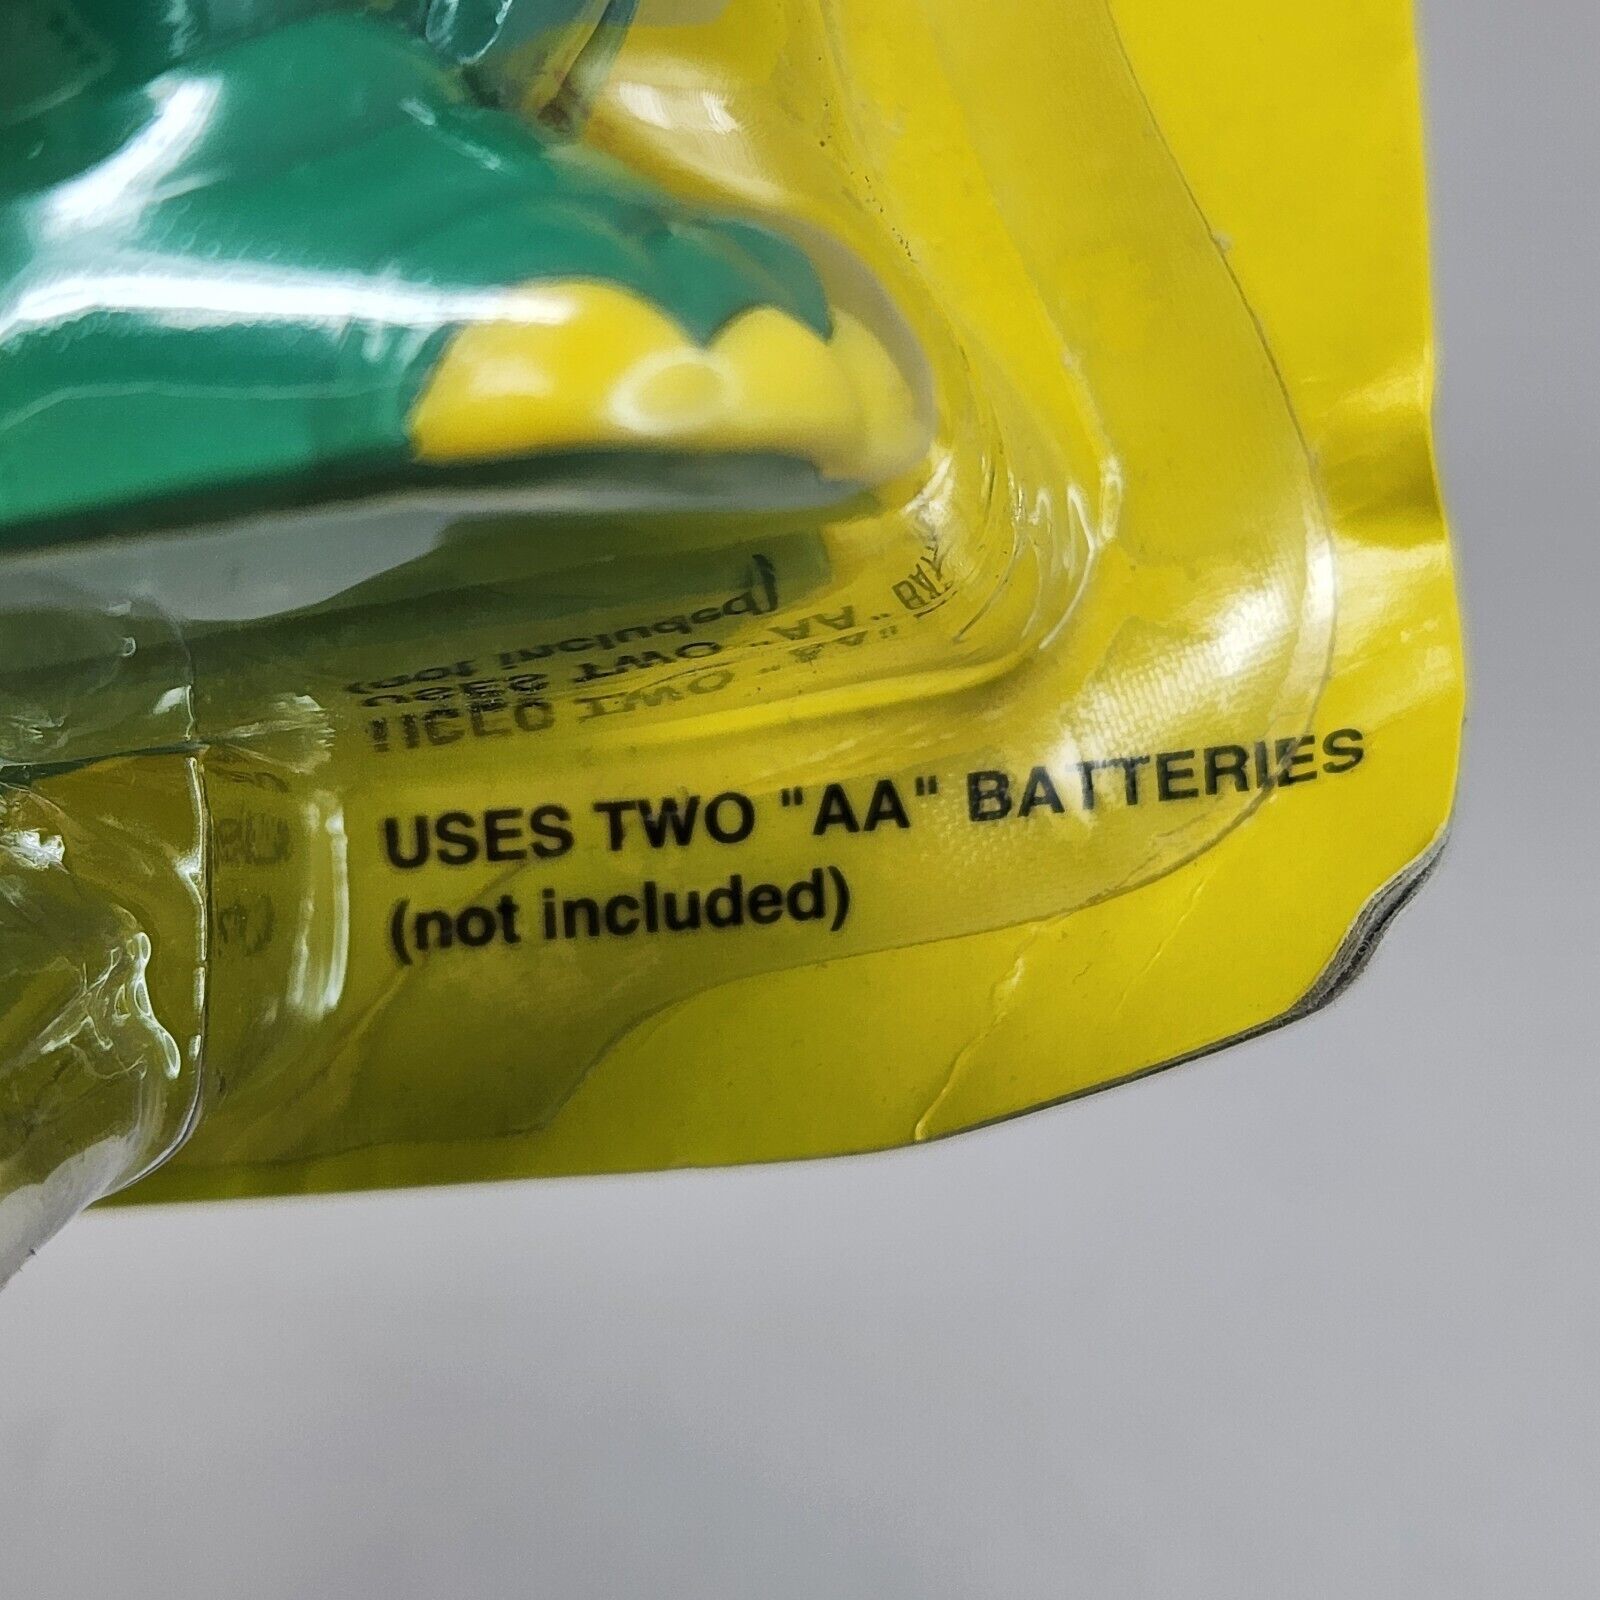 USES TWO "AA" BATTERIES
(not included)